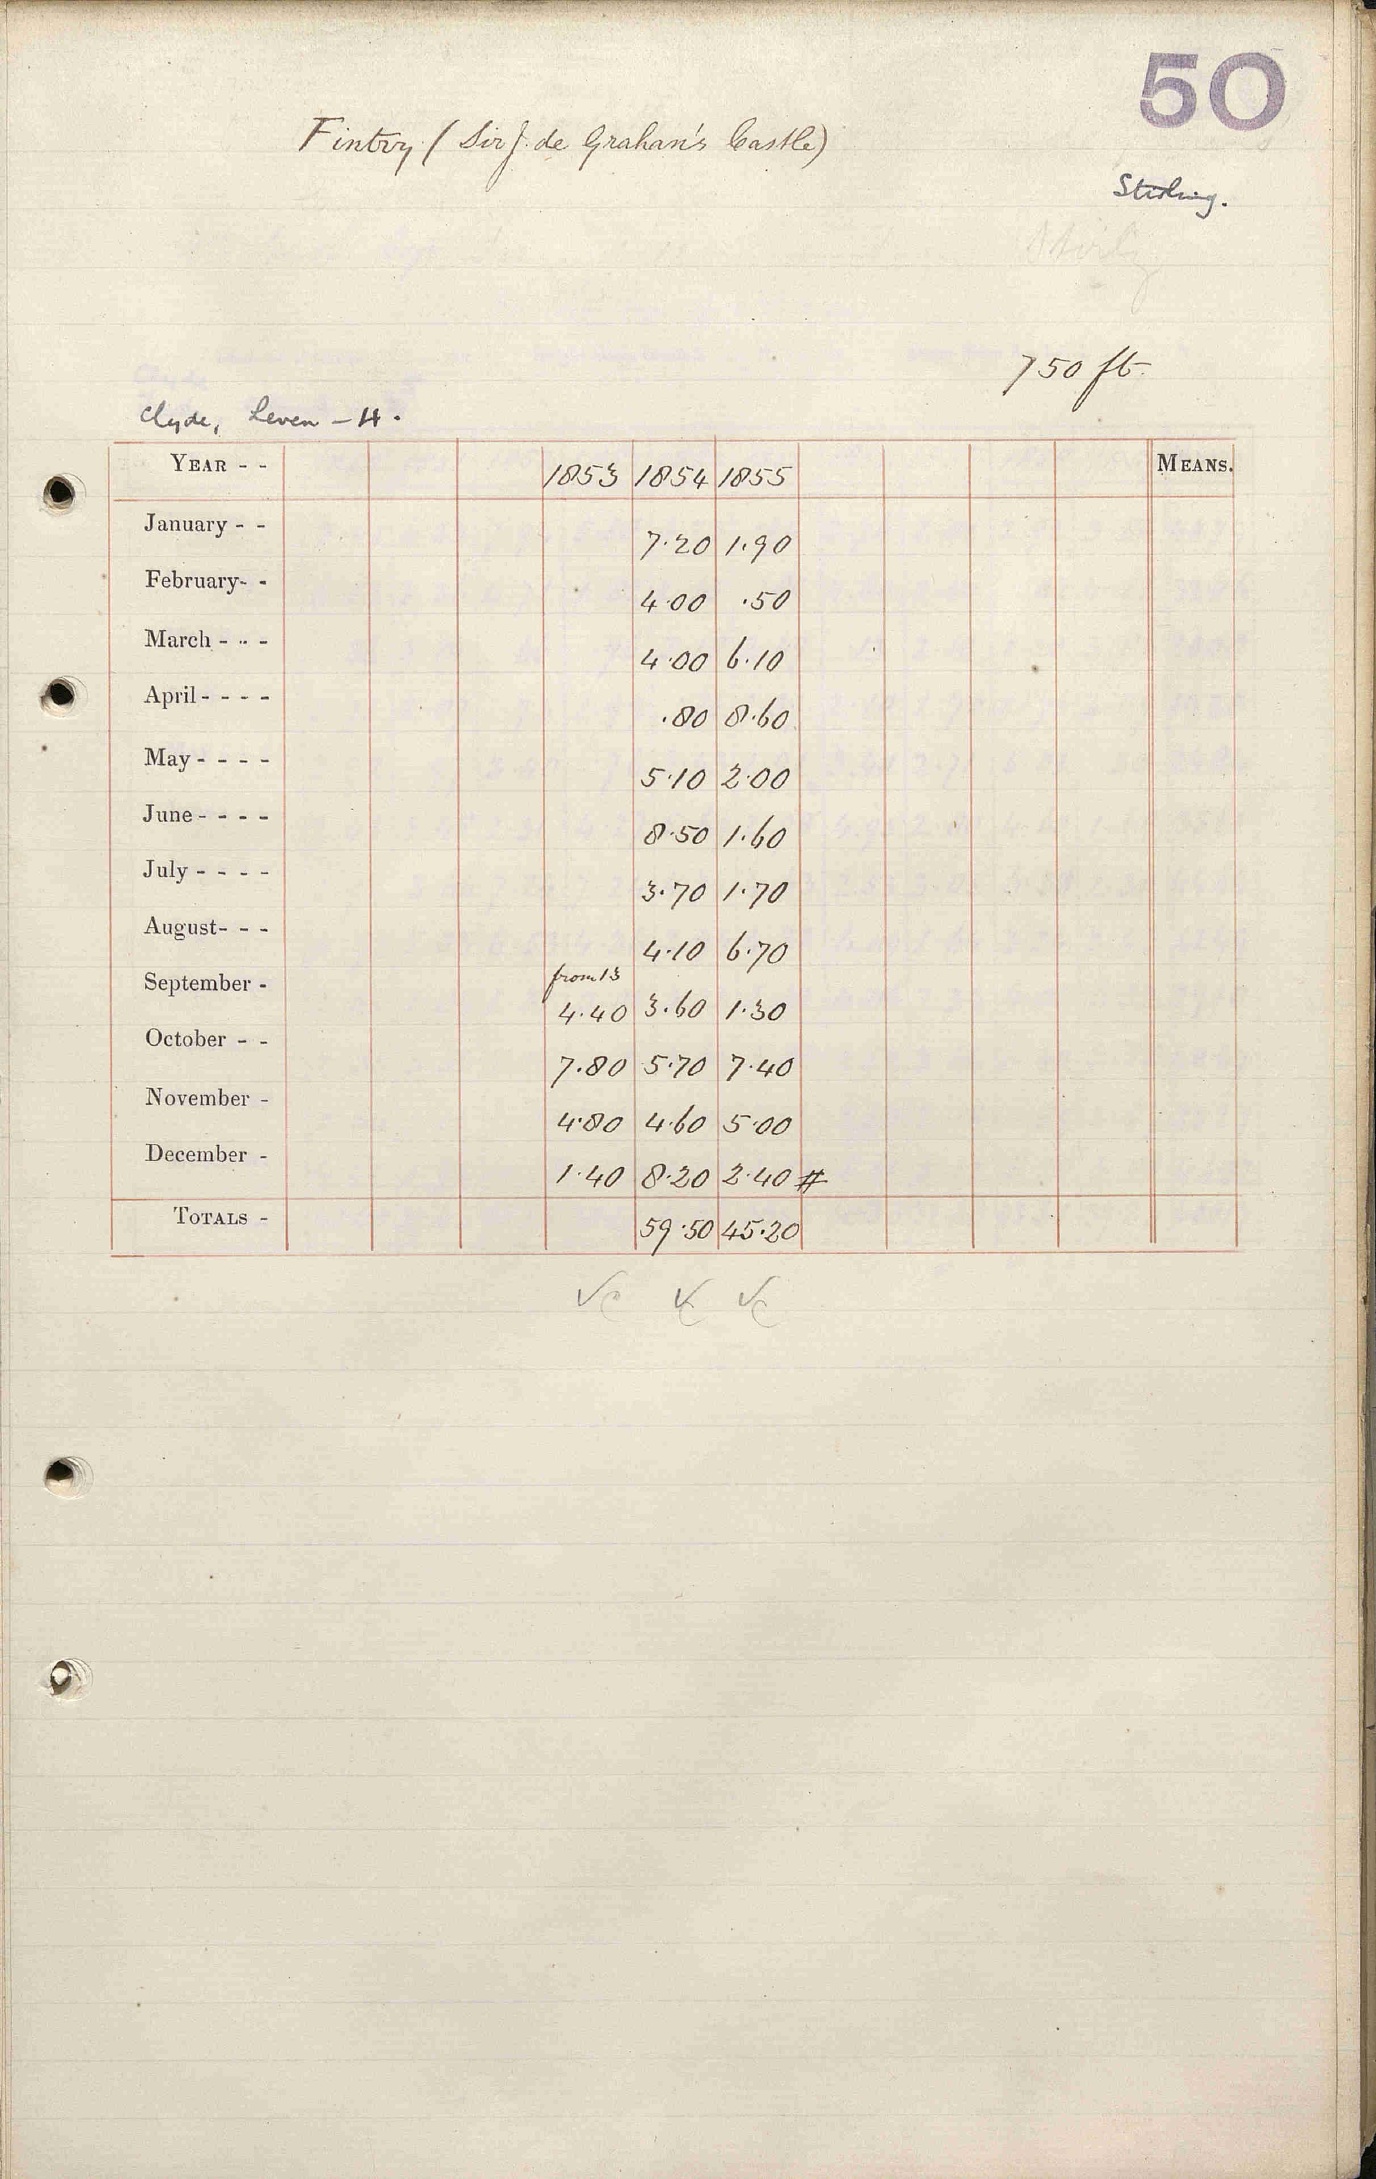 50
Fintry (Sir J. de Graham's Castle)
Stirling.
750 ft.
Clyde, Leven - H.
YEAR - - 1853 1854 1855 MEANS.
January - - 7.20 1.90
February- - 4.00 .50
March - - - 4.00 6.10
April - - - - .80 8.60
May - - - - 5.10 2.00
June - - - - 8.50 1.60
July - - - - 3.70 1.70
August- - - 4.10 6.70
from 13
September - 4.40 3.60 1.30
October - - 7.80 5.70 7.40
November - 4.80 4.60 5.00
December - 1.40 8.20 2.40 #
TOTALS - 59.50 45.20